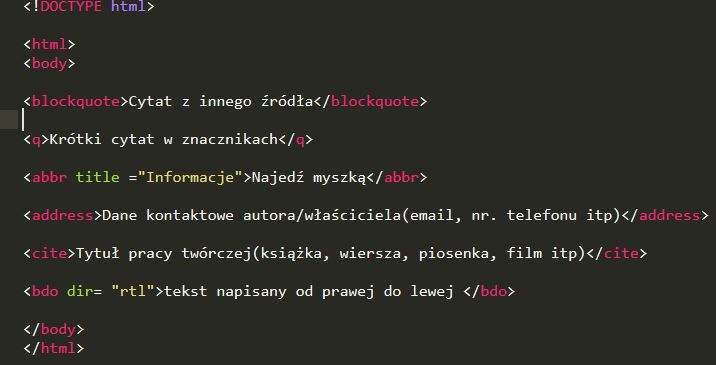 <!DOCTYPE html>
<html>
<body>
<blockquote>Cytat z innego źródła</blockquote>
<q>Krótki cytat w znacznikach</q>
<abbr title ="Informacje">Najedź myszką</abbr>
<address>Dane kontaktowe autora/właściciela(email, nr. telefonu itp)</address>
<cite>Tytuł pracy twórczej(książka, wiersza, piosenka, film itp)</cite>
<bdo dir= "rtl">tekst napisany od prawej do lewej </bdo>
</body>
</html>